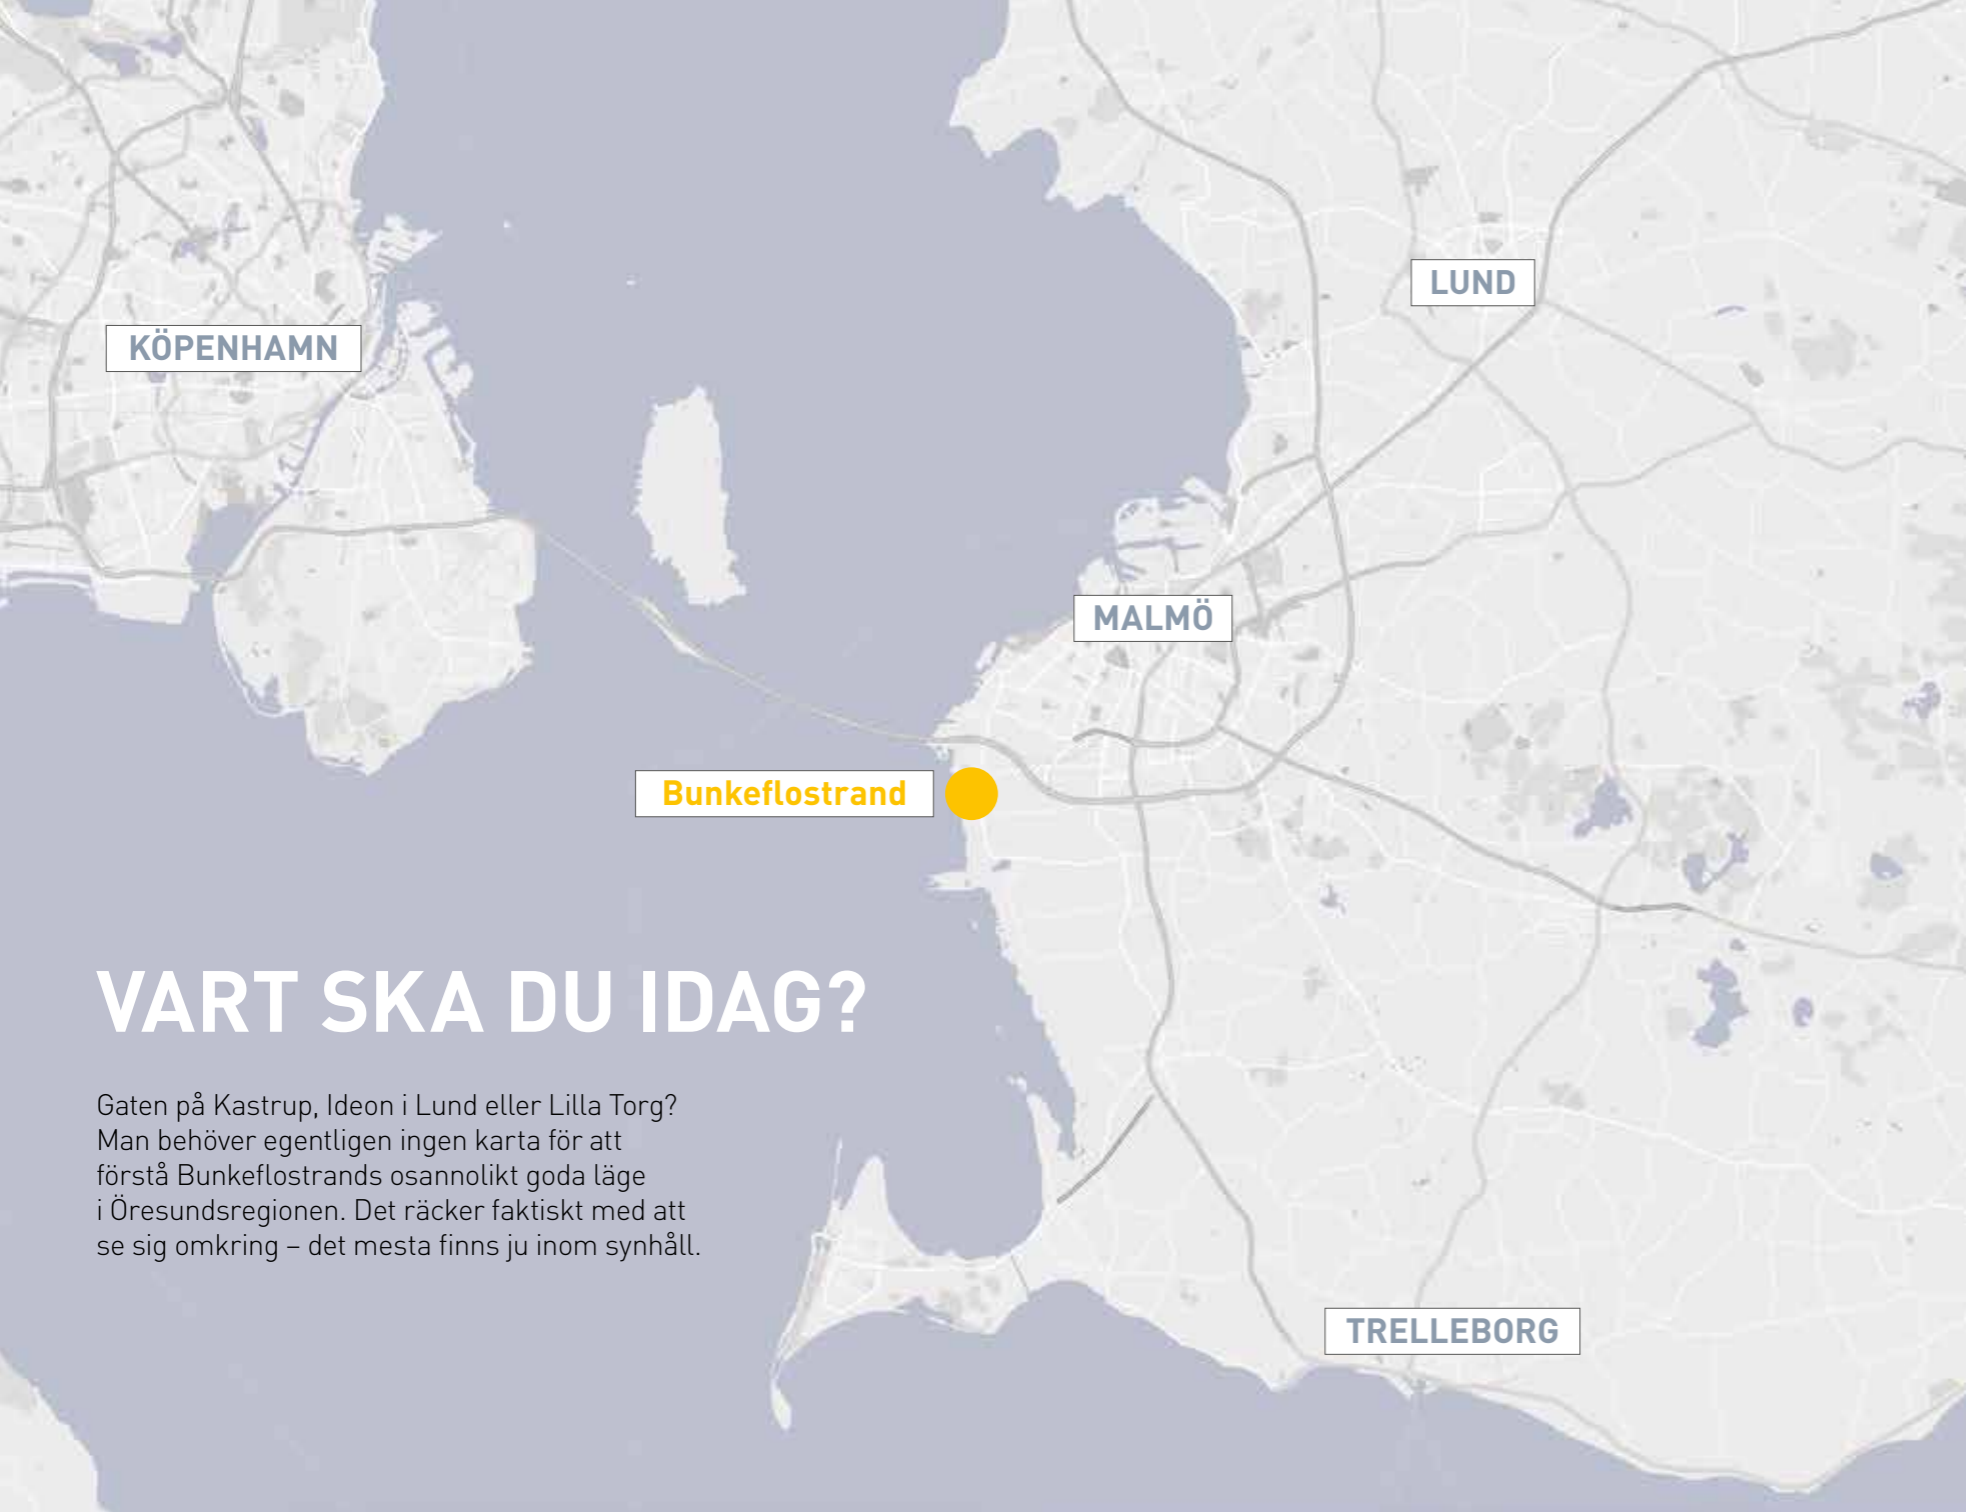 LUND
KÖPENHAMN
MALMÖ
Bunkeflostrand
VART SKA DU IDAG?
Gaten på Kastrup, Ideon i Lund eller Lilla Torg?
Man behöver egentligen ingen karta för att
förstå Bunkeflostrands osannolikt goda läge
i Öresundsregionen. Det räcker faktiskt med att
se sig omkring – det mesta finns ju inom synhåll.
TRELLEBORG